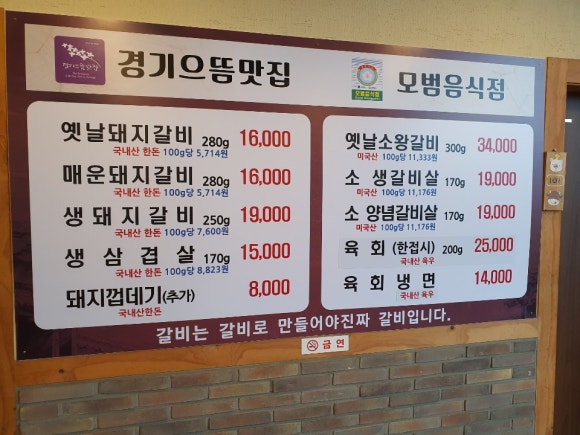 경기으뜸맛집
모범음식점
옛날돼지갈비 280g 16,000
국내산 한돈 100g당 5,714원
매운돼지갈비 280g 16,000
국내산 한돈 100g당 5,714원
생돼지갈비 250g 19,000
국내산 한돈 100g당 7,600원
생삼겹살 170g 15,000
국내산 한돈 100g당 8,823원
돼지껍데기(추가) 8,000
국내산한돈
옛날소왕갈비 300g 34,000
미국산 100g당 11,333원
소 생갈비살 170g 19,000
미국산 100g당 11,176원
소 양념갈비살 170g 19,000
미국산 100g당 11,176원
육회(한접시) 200g 25,000
국내산 육우
육회냉면 14,000
국내산 육우
갈비는 갈비로 만들어야진짜 갈비입니다.
금연